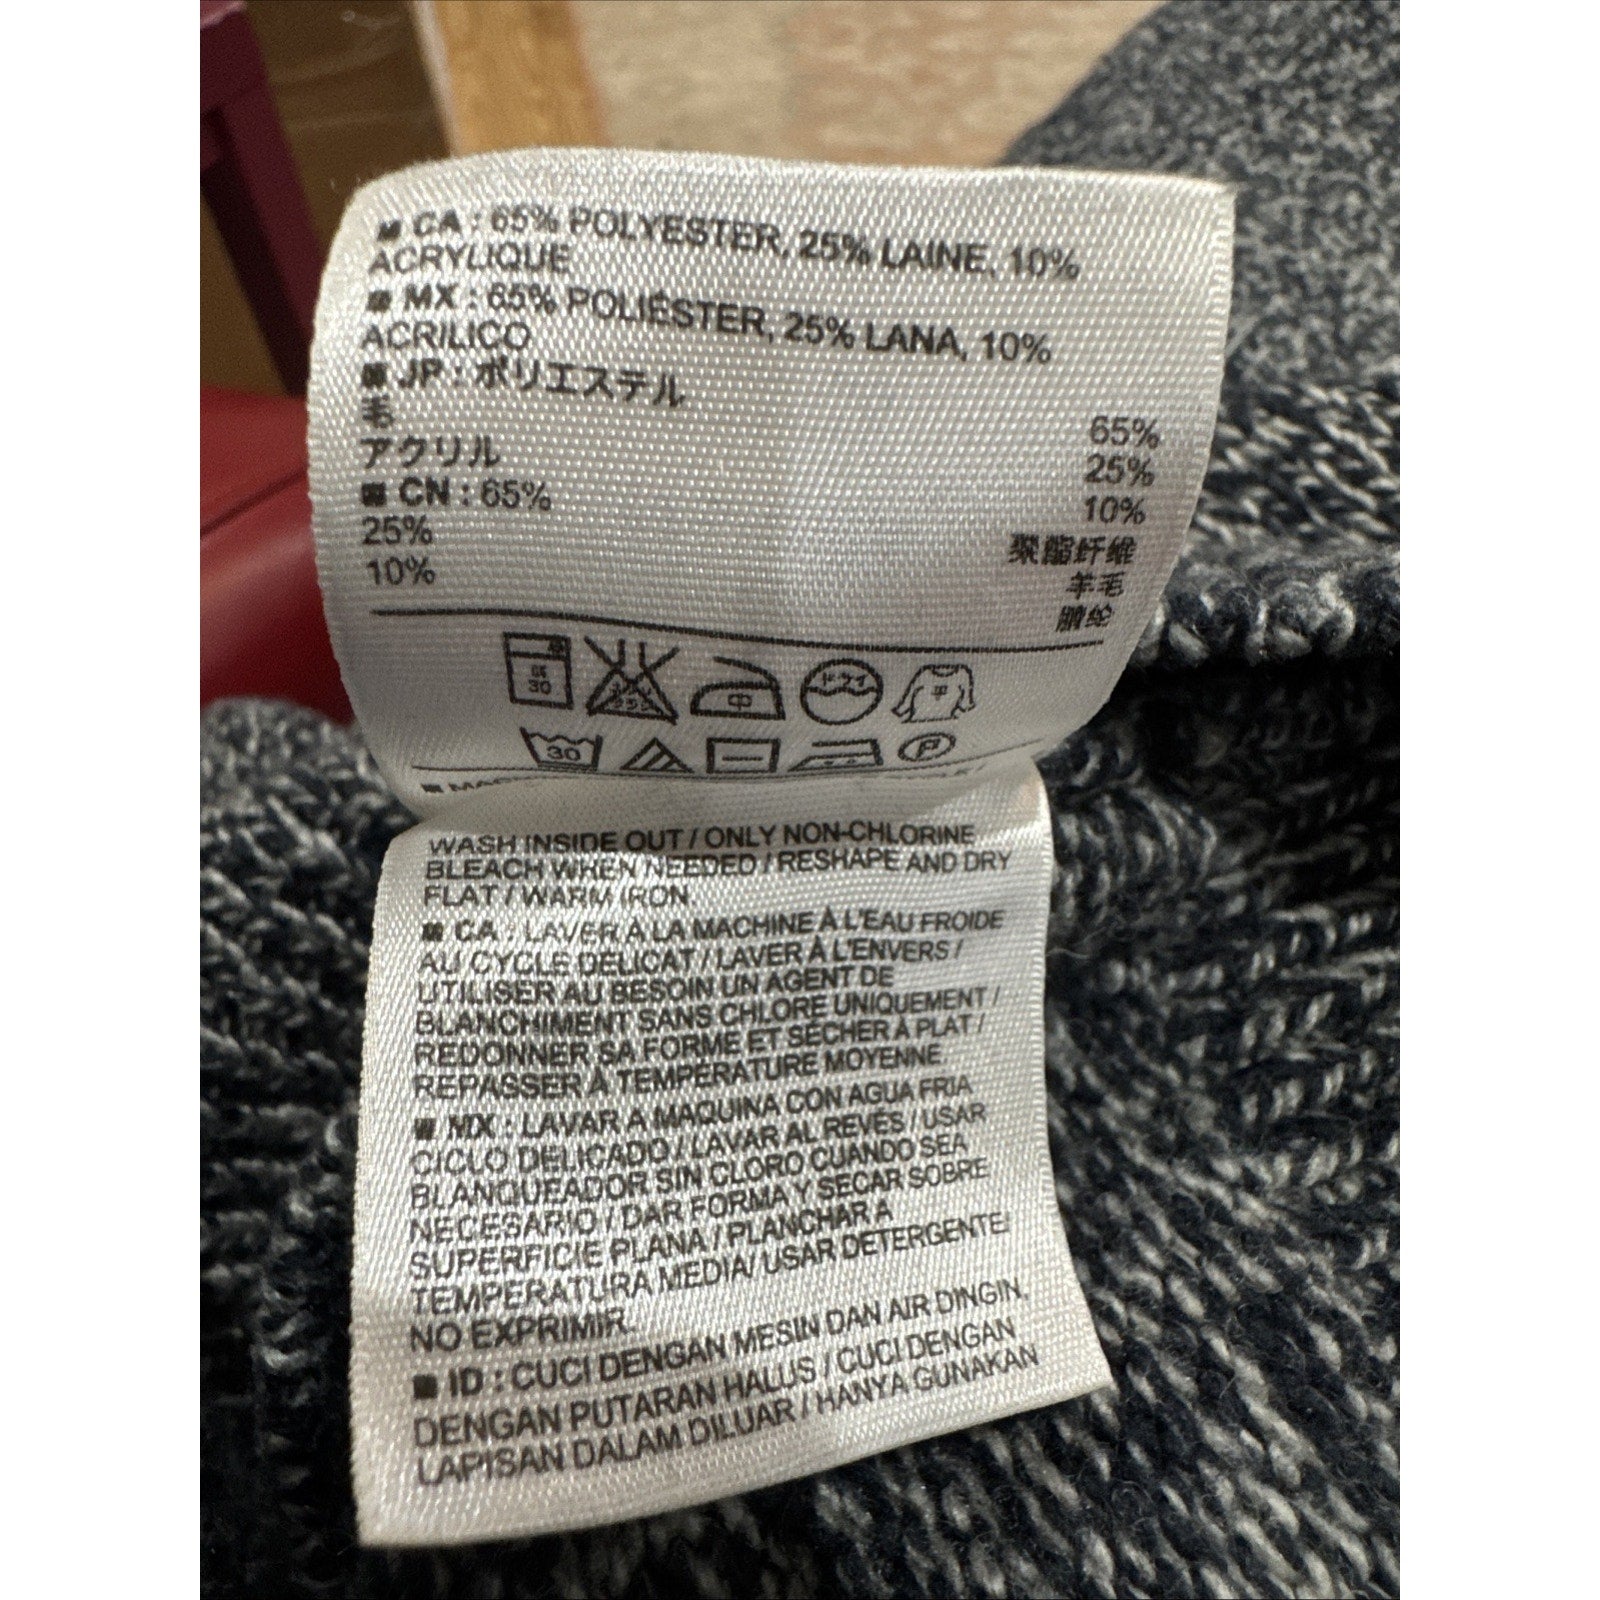 ■ CA : 65% POLYESTER, 25% LAINE, 10%
ACRYLIQUE
■ MX : 65% POLIÉSTER, 25% LANA, 10%
ACRILICO
■ JP : ポリエステル 65%
毛 25%
アクリル 10%
■ CN : 65% 聚酯纤维
25% 羊毛
10% 腈纶
30
中
ドライ
平
30
P
WASH INSIDE OUT / ONLY NON-CHLORINE
BLEACH WHEN NEEDED / RESHAPE AND DRY
FLAT / WARM IRON.
■ CA : LAVER À LA MACHINE À L'EAU FROIDE
AU CYCLE DÉLICAT / LAVER À L'ENVERS /
UTILISER AU BESOIN UN AGENT DE
BLANCHIMENT SANS CHLORE UNIQUEMENT /
REDONNER SA FORME ET SÉCHER À PLAT /
REPASSER À TEMPÉRATURE MOYENNE.
■ MX : LAVAR A MAQUINA CON AGUA FRIA
CICLO DELICADO / LAVAR AL REVÉS / USAR
BLANQUEADOR SIN CLORO CUANDO SEA
NECESARIO / DAR FORMA Y SECAR SOBRE
SUPERFICIE PLANA / PLANCHAR A
TEMPERATURA MEDIA/ USAR DETERGENTE/
NO EXPRIMIR.
■ ID : CUCI DENGAN MESIN DAN AIR DINGIN,
DENGAN PUTARAN HALUS / CUCI DENGAN
LAPISAN DALAM DILUAR / HANYA GUNAKAN